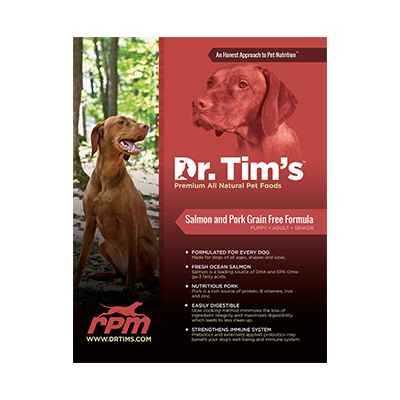 An Honest Approach to Pet Nutrition™
Dr. Tim's™
Premium All Natural Pet Foods
Salmon and Pork Grain Free Formula
PUPPY • ADULT • SENIOR
FORMULATED FOR EVERY DOG
Made for dogs of all ages, shapes and sizes.
FRESH OCEAN SALMON
Salmon is a leading source of DHA and EPA Ome-
ga-3 fatty acids.
NUTRITIOUS PORK
Pork is a rich source of protein, B vitamins, iron
and zinc.
EASILY DIGESTIBLE
Slow cooking method minimizes the loss of
ingredient integrity and maximizes digestibility
which leads to less clean up.
STRENGTHENS IMMUNE SYSTEM
Prebiotics and externally applied probiotics may
benefit your dog's well-being and immune system.
rpm
WWW.DRTIMS.COM